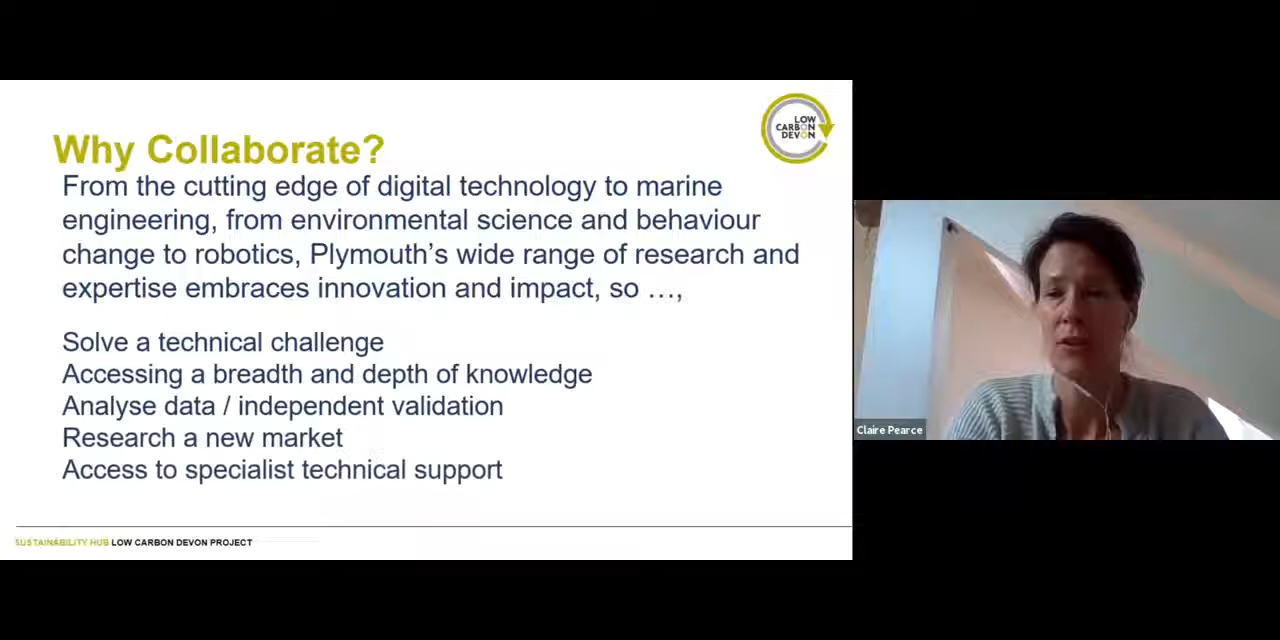 LOW
CARBON
DEVON
Why Collaborate?
From the cutting edge of digital technology to marine
engineering, from environmental science and behaviour
change to robotics, Plymouth’s wide range of research and
expertise embraces innovation and impact, so …,
Solve a technical challenge
Accessing a breadth and depth of knowledge
Analyse data / independent validation
Research a new market
Access to specialist technical support
SUSTAINABILITY HUB LOW CARBON DEVON PROJECT
Claire Pearce